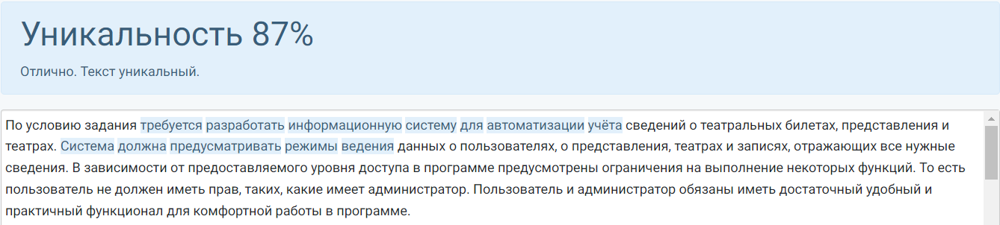 Уникальность 87%
Отлично. Текст уникальный.
По условию задания требуется разработать информационную систему для автоматизации учёта сведений о театральных билетах, представления и
театрах. Система должна предусматривать режимы ведения данных о пользователях, о представления, театрах и записях, отражающих все нужные
сведения. В зависимости от предоставляемого уровня доступа в программе предусмотрены ограничения на выполнение некоторых функций. То есть
пользователь не должен иметь прав, таких, какие имеет администратор. Пользователь и администратор обязаны иметь достаточный удобный и
практичный функционал для комфортной работы в программе.